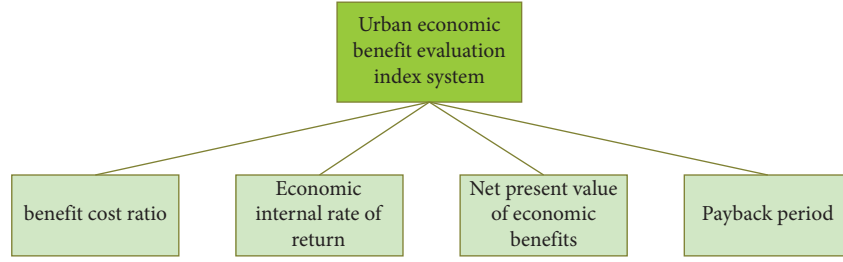 Urban economic
benefit evaluation
index system
benefit cost ratio
Economic
internal rate of
return
Net present value
of economic
benefits
Payback period